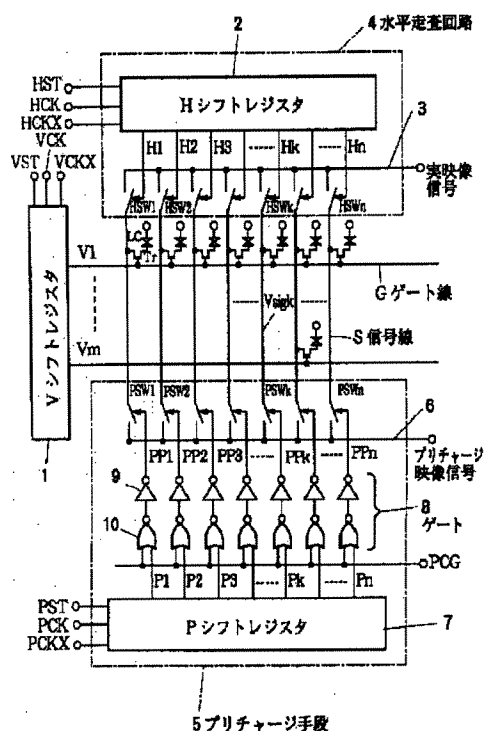 2
4水平走査回路
HST
HCK
HCKX
Hシフトレジスタ
H1 H2 H3 Hk Hn
3
実映像
信号
VCK
VST VCKX
HSW1 HSW2 HSWk HSWn
LC
Tr
V1
Gゲート線
Vsigk
S信号線
Vm
Vシフトレジスタ
1
PSW1 PSW2 PSWk PSWn
6
プリチャージ
映像信号
PP1 PP2 PP3 PPk PPn
9
8
ゲート
10
PCG
P1 P2 P3 Pk Pn
PST
PCK
PCKX
Pシフトレジスタ
7
5プリチャージ手段